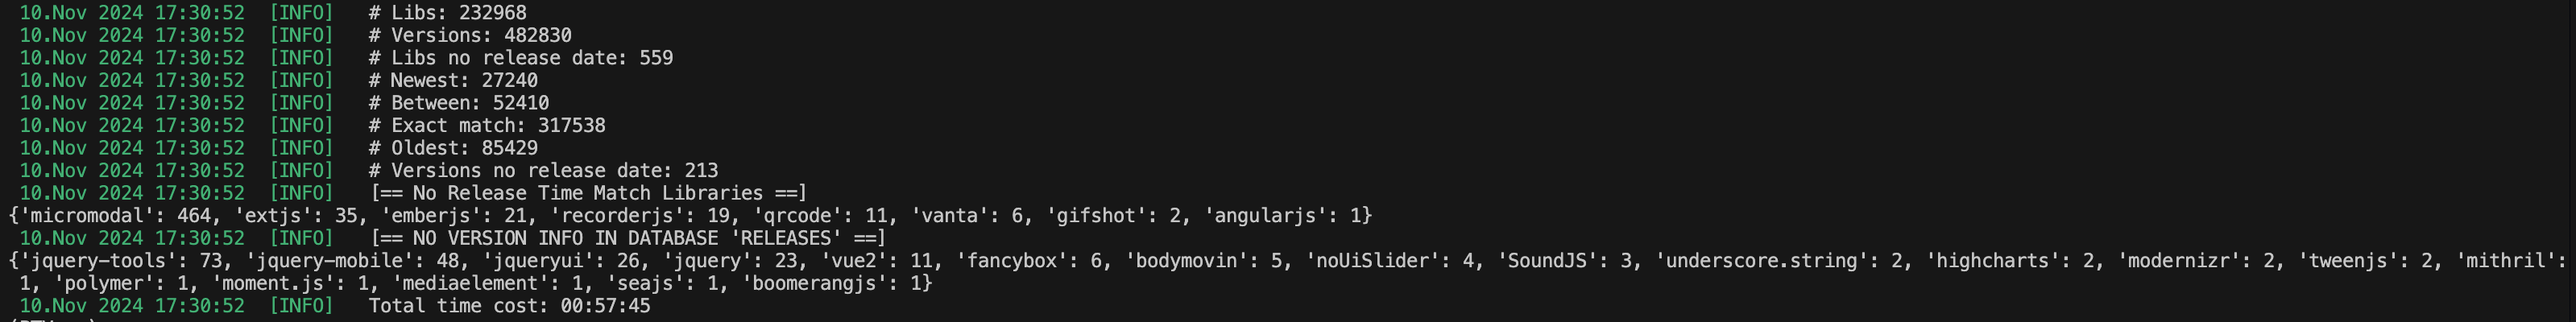 10.Nov 2024 17:30:52 [INFO] # Libs: 232968
10.Nov 2024 17:30:52 [INFO] # Versions: 482830
10.Nov 2024 17:30:52 [INFO] # Libs no release date: 559
10.Nov 2024 17:30:52 [INFO] # Newest: 27240
10.Nov 2024 17:30:52 [INFO] # Between: 52410
10.Nov 2024 17:30:52 [INFO] # Exact match: 317538
10.Nov 2024 17:30:52 [INFO] # Oldest: 85429
10.Nov 2024 17:30:52 [INFO] # Versions no release date: 213
10.Nov 2024 17:30:52 [INFO] [== No Release Time Match Libraries ==]
{'micromodal': 464, 'extjs': 35, 'emberjs': 21, 'recorderjs': 19, 'qrcode': 11, 'vanta': 6, 'gifshot': 2, 'angularjs': 1}
10.Nov 2024 17:30:52 [INFO] [== NO VERSION INFO IN DATABASE 'RELEASES' ==]
{'jquery-tools': 73, 'jquery-mobile': 48, 'jqueryui': 26, 'jquery': 23, 'vue2': 11, 'fancybox': 6, 'bodymovin': 5, 'noUiSlider': 4, 'SoundJS': 3, 'underscore.string': 2, 'highcharts': 2, 'modernizr': 2, 'tweenjs': 2, 'mithril':
1, 'polymer': 1, 'moment.js': 1, 'mediaelement': 1, 'seajs': 1, 'boomerangjs': 1}
10.Nov 2024 17:30:52 [INFO] Total time cost: 00:57:45